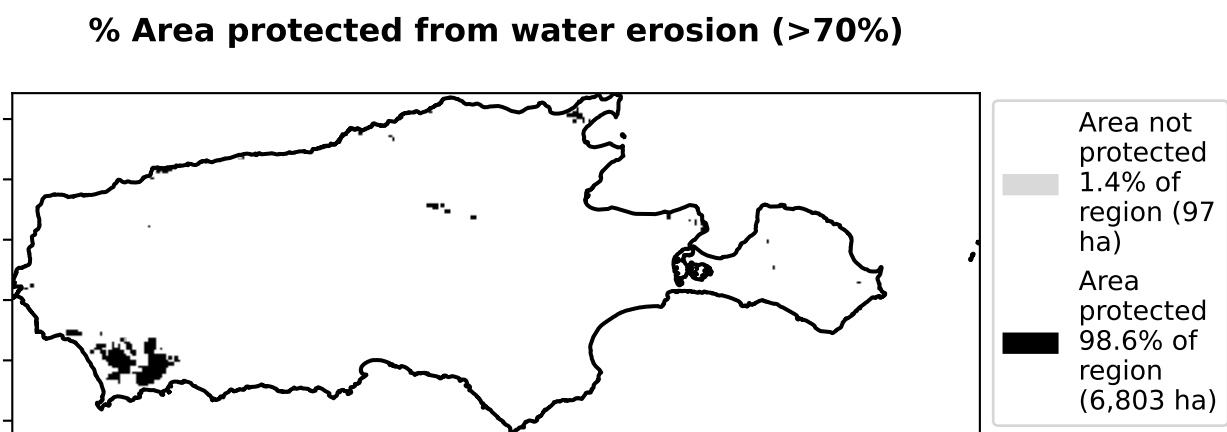 % Area protected from water erosion (>70%)
Area not
protected
1.4% of
region (97
ha)
Area
protected
98.6% of
region
(6,803 ha)